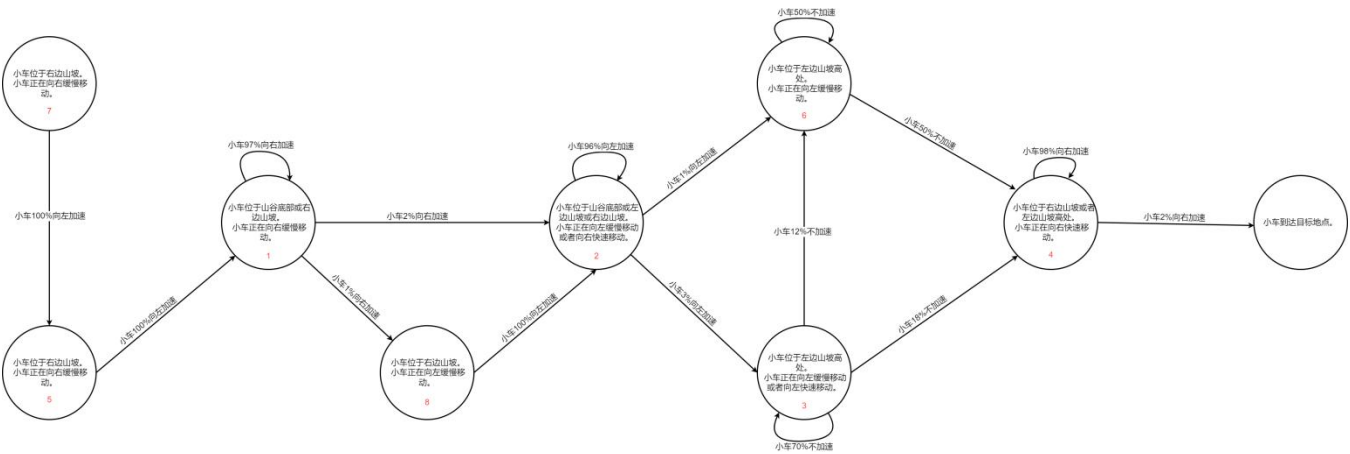 小车位于右边山坡。
小车正在向右缓慢移
动。
7
小车100%向左加速
小车位于右边山坡。
小车正在向右缓慢移
动。
5
小车100%向左加速
小车97%向右加速
小车位于山谷底部或右
边山坡。
小车正在向右缓慢移
动。
1
小车2%向右加速
小车1%向右加速
小车位于右边山坡。
小车正在向左缓慢移
动。
8
小车100%向左加速
小车96%向左加速
小车位于山谷底部或左
边山坡或右边山坡。
小车正在向左缓慢移动
或者向右快速移动。
2
小车1%向左加速
小车3%向左加速
小车50%不加速
小车位于左边山坡高
处。
小车正在向左缓慢移
动。
6
小车50%不加速
小车12%不加速
小车位于左边山坡高
处。
小车正在向左缓慢移动
或者向左快速移动。
3
小车70%不加速
小车18%不加速
小车98%向右加速
小车位于右边山坡或者
左边山坡高处。
小车正在向右快速移
动。
4
小车2%向右加速
小车到达目标地点。